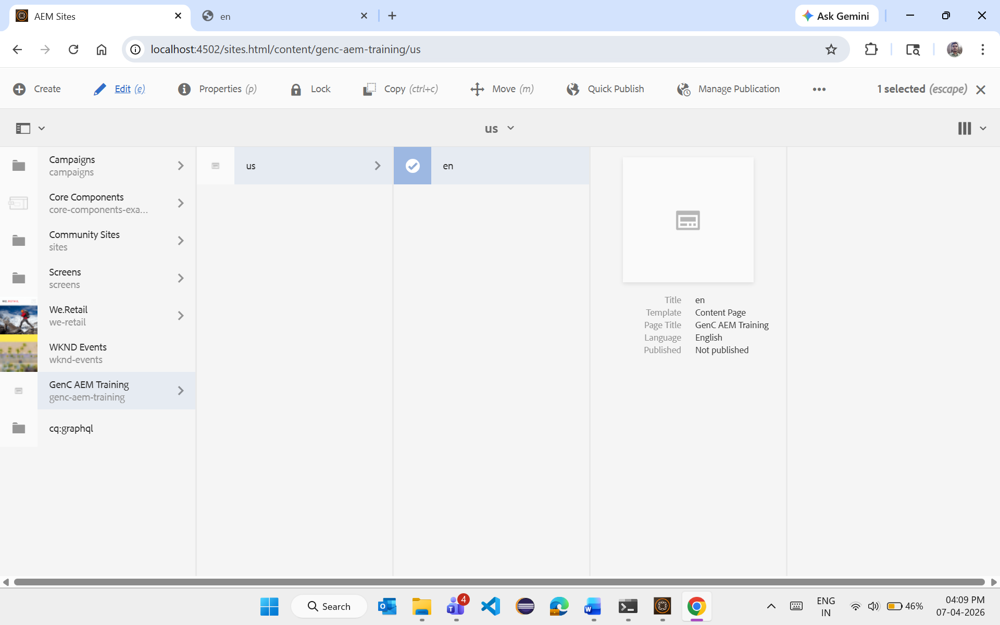 AEM Sites
en
Ask Gemini
localhost:4502/sites.html/content/genc-aem-training/us
Create
Edit (e)
Properties (p)
Lock
Copy (ctrl+c)
Move (m)
Quick Publish
Manage Publication
1 selected (escape)
us
Campaigns
campaigns
Core Components
core-components-exa...
Community Sites
sites
Screens
screens
We.Retail
we-retail
WKND Events
wknd-events
GenC AEM Training
genc-aem-training
cq:graphql
us
en
Title en
Template Content Page
Page Title GenC AEM Training
Language English
Published Not published
Search
4
ENG
IN
46%
04:09 PM
07-04-2026